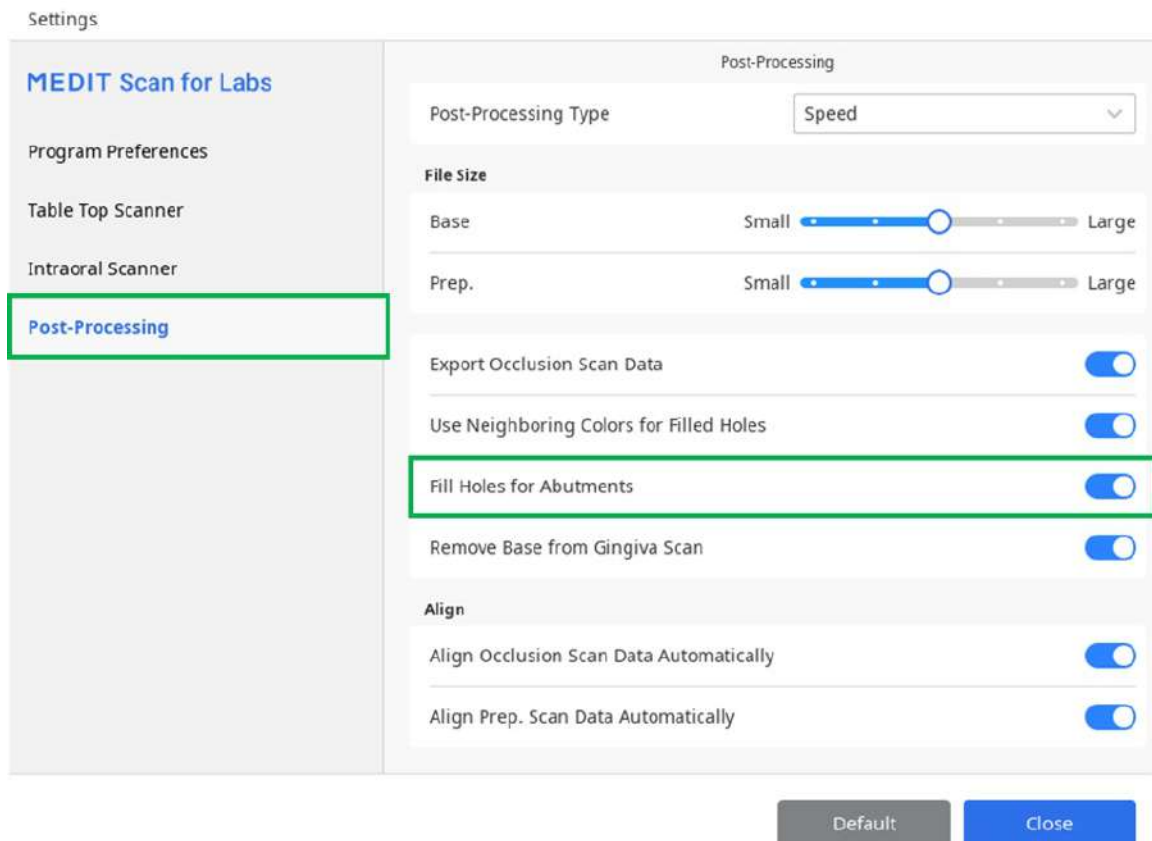 Settings
MEDIT Scan for Labs
Program Preferences
Table Top Scanner
Intraoral Scanner
Post-Processing
Post-Processing
Post-Processing Type Speed
File Size
Base Small Large
Prep. Small Large
Export Occlusion Scan Data
Use Neighboring Colors for Filled Holes
Fill Holes for Abutments
Remove Base from Gingiva Scan
Align
Align Occlusion Scan Data Automatically
Align Prep. Scan Data Automatically
Default Close